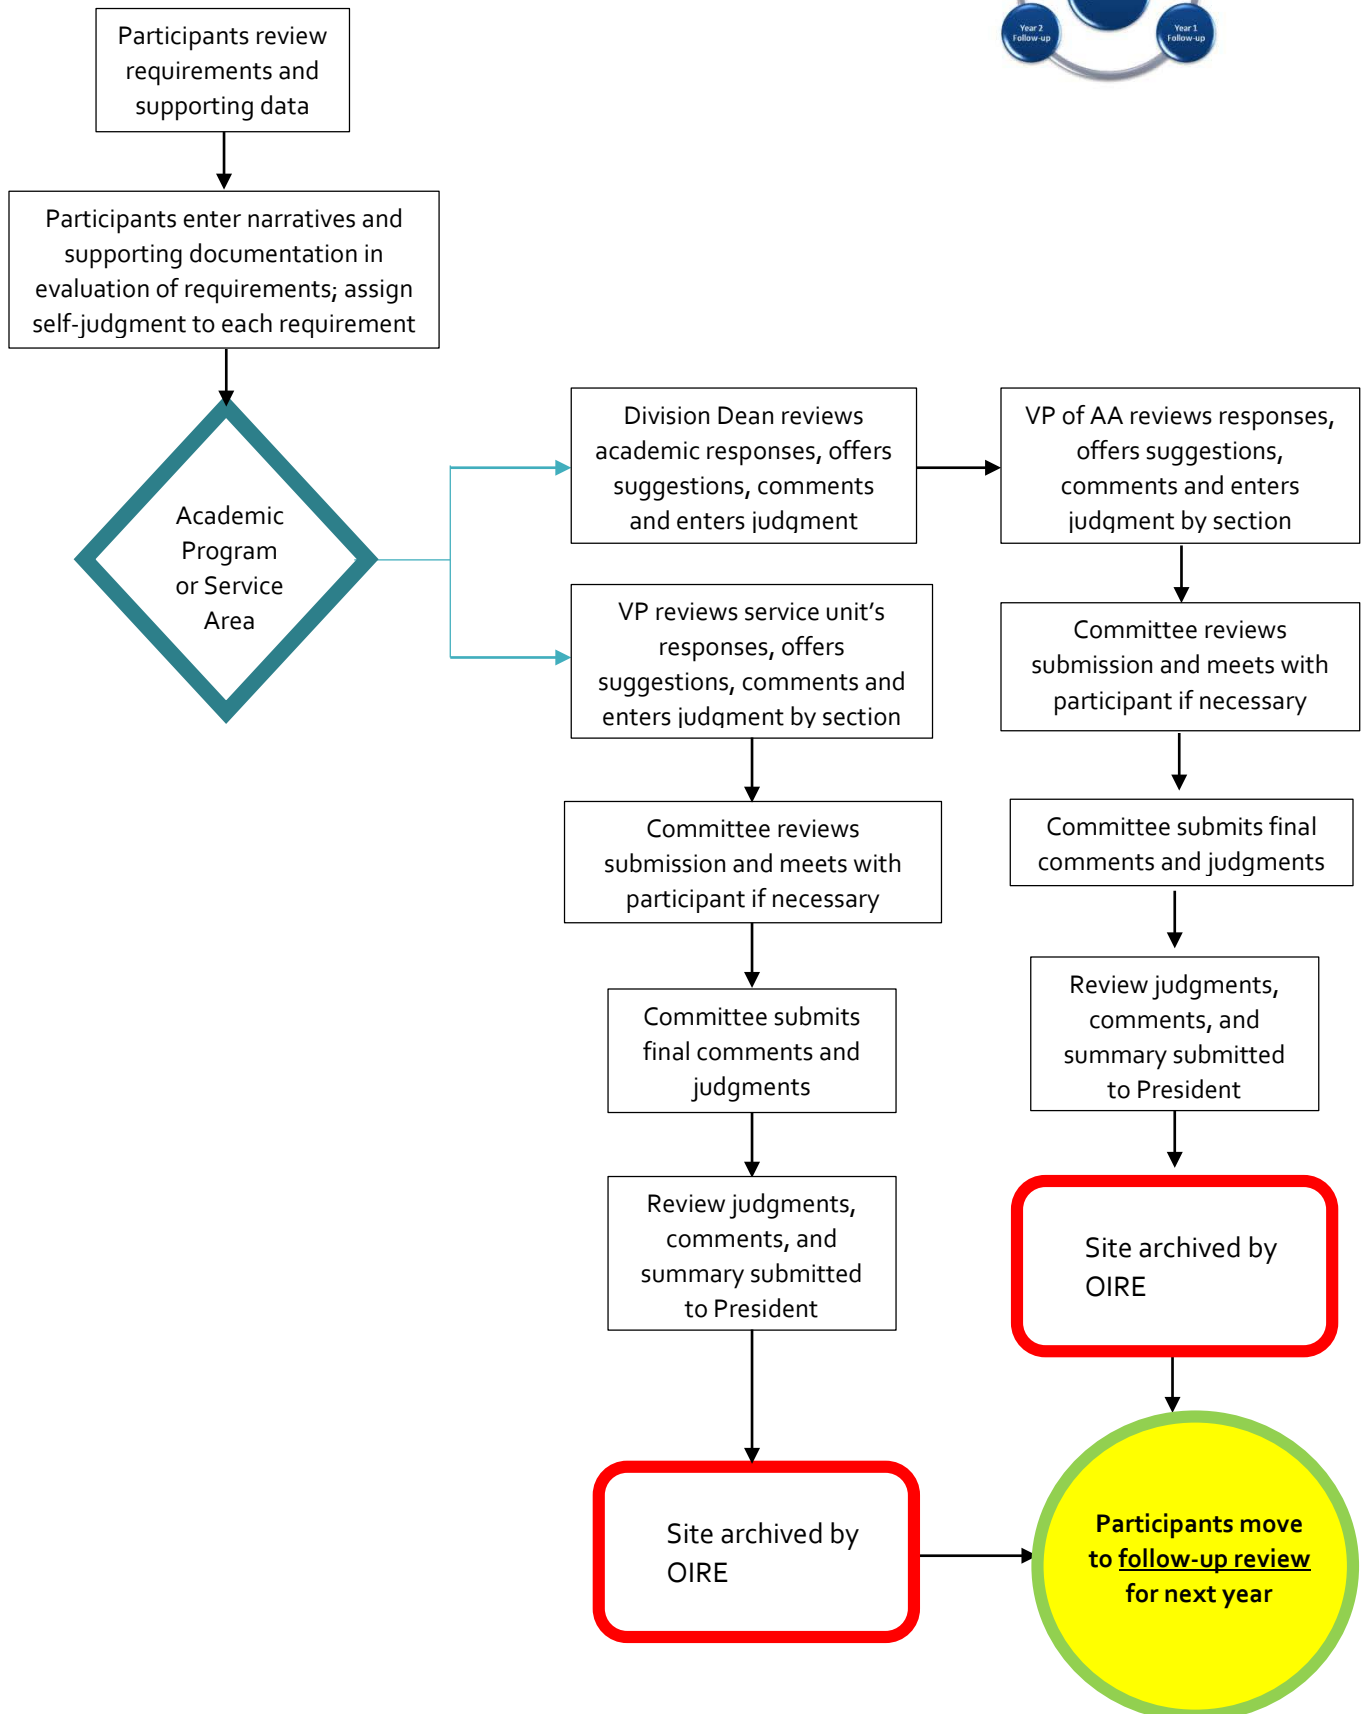 Year 2
Follow-up
Year 1
Follow-up
Participants review
requirements and
supporting data
Participants enter narratives and
supporting documentation in
evaluation of requirements; assign
self-judgment to each requirement
Academic
Program
or Service
Area
Division Dean reviews
academic responses, offers
suggestions, comments
and enters judgment
VP of AA reviews responses,
offers suggestions,
comments and enters
judgment by section
VP reviews service unit’s
responses, offers
suggestions, comments and
enters judgment by section
Committee reviews
submission and meets with
participant if necessary
Committee reviews
submission and meets with
participant if necessary
Committee submits final
comments and judgments
Committee submits
final comments and
judgments
Review judgments,
comments, and
summary submitted
to President
Review judgments,
comments, and
summary submitted
to President
Site archived by
OIRE
Site archived by
OIRE
Participants move
to follow-up review
for next year